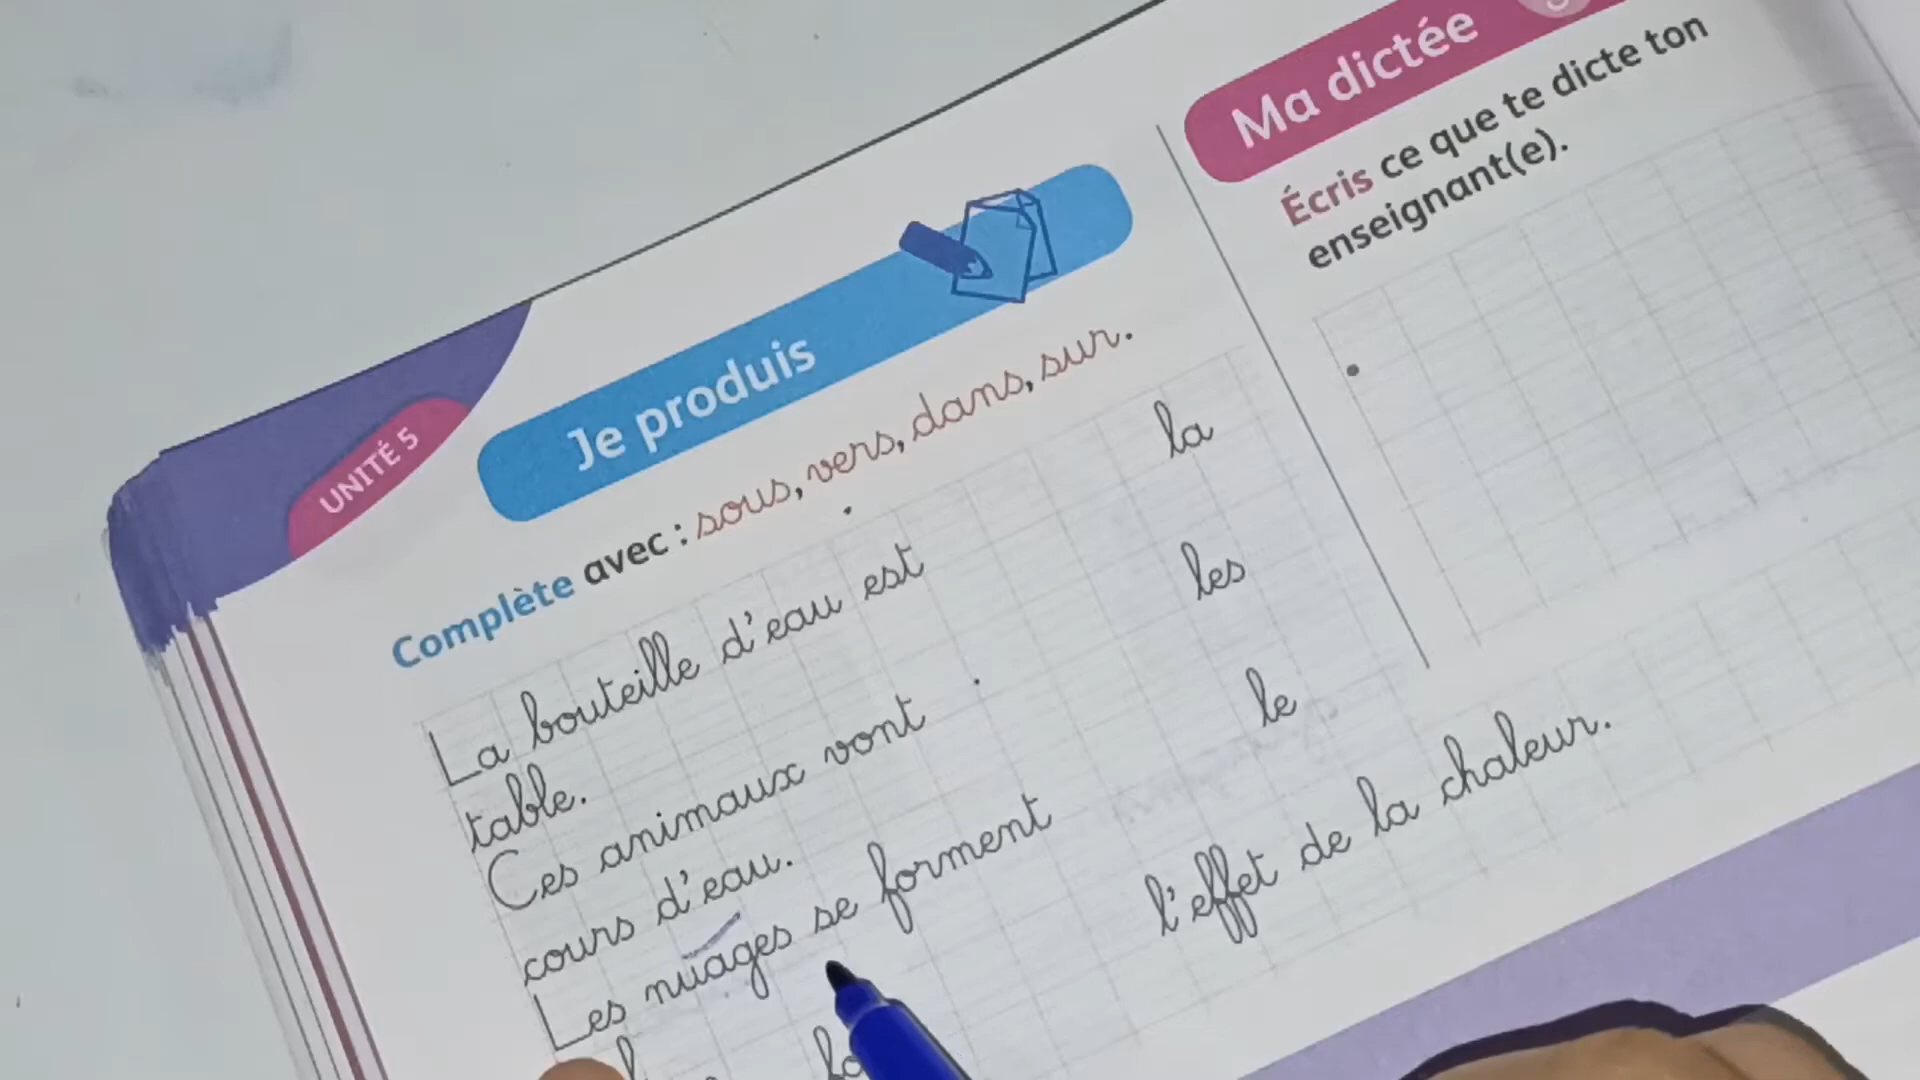 UNITÉ 5
Je produis
Complète avec : sous, vers, dans, sur.
La bouteille d'eau est la
table.
Ces animaux vont les
cours d'eau.
Les nuages se forment le
l'effet de la chaleur.
Ma dictée
Écris ce que te dicte ton
enseignant(e).